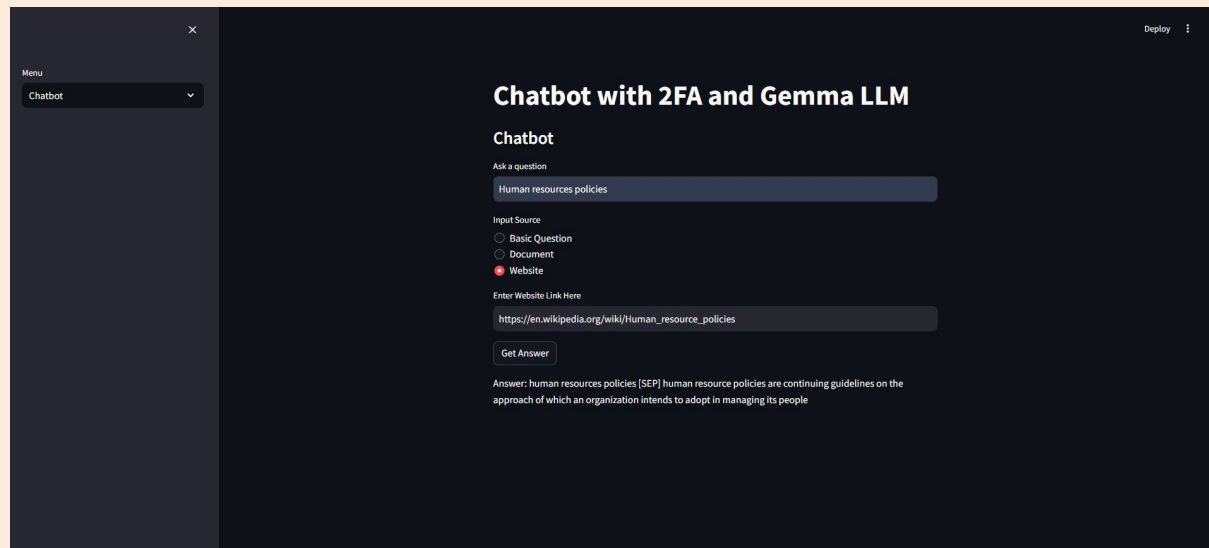 Deploy
Menu
Chatbot
Chatbot with 2FA and Gemma LLM
Chatbot
Ask a question
Human resources policies
Input Source
Basic Question
Document
Website
Enter Website Link Here
https://en.wikipedia.org/wiki/Human_resource_policies
Get Answer
Answer: human resources policies [SEP] human resource policies are continuing guidelines on the
approach of which an organization intends to adopt in managing its people